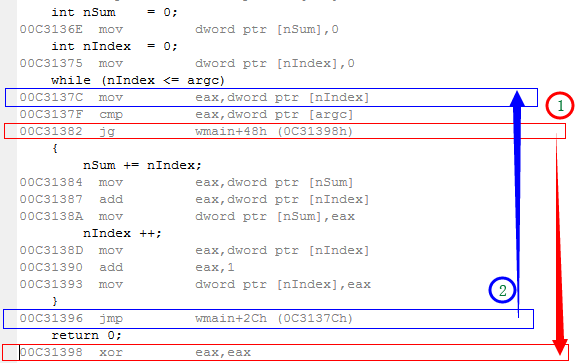 int nSum    = 0;
00C3136E  mov         dword ptr [nSum],0
int nIndex  = 0;
00C31375  mov         dword ptr [nIndex],0
while (nIndex <= argc)
00C3137C  mov         eax,dword ptr [nIndex]
00C3137F  cmp         eax,dword ptr [argc]
00C31382  jg          wmain+48h (0C31398h)
{
nSum += nIndex;
00C31384  mov         eax,dword ptr [nSum]
00C31387  add         eax,dword ptr [nIndex]
00C3138A  mov         dword ptr [nSum],eax
nIndex ++;
00C3138D  mov         eax,dword ptr [nIndex]
00C31390  add         eax,1
00C31393  mov         dword ptr [nIndex],eax
}
00C31396  jmp         wmain+2Ch (0C3137Ch)
return 0;
00C31398  xor         eax,eax
1
2